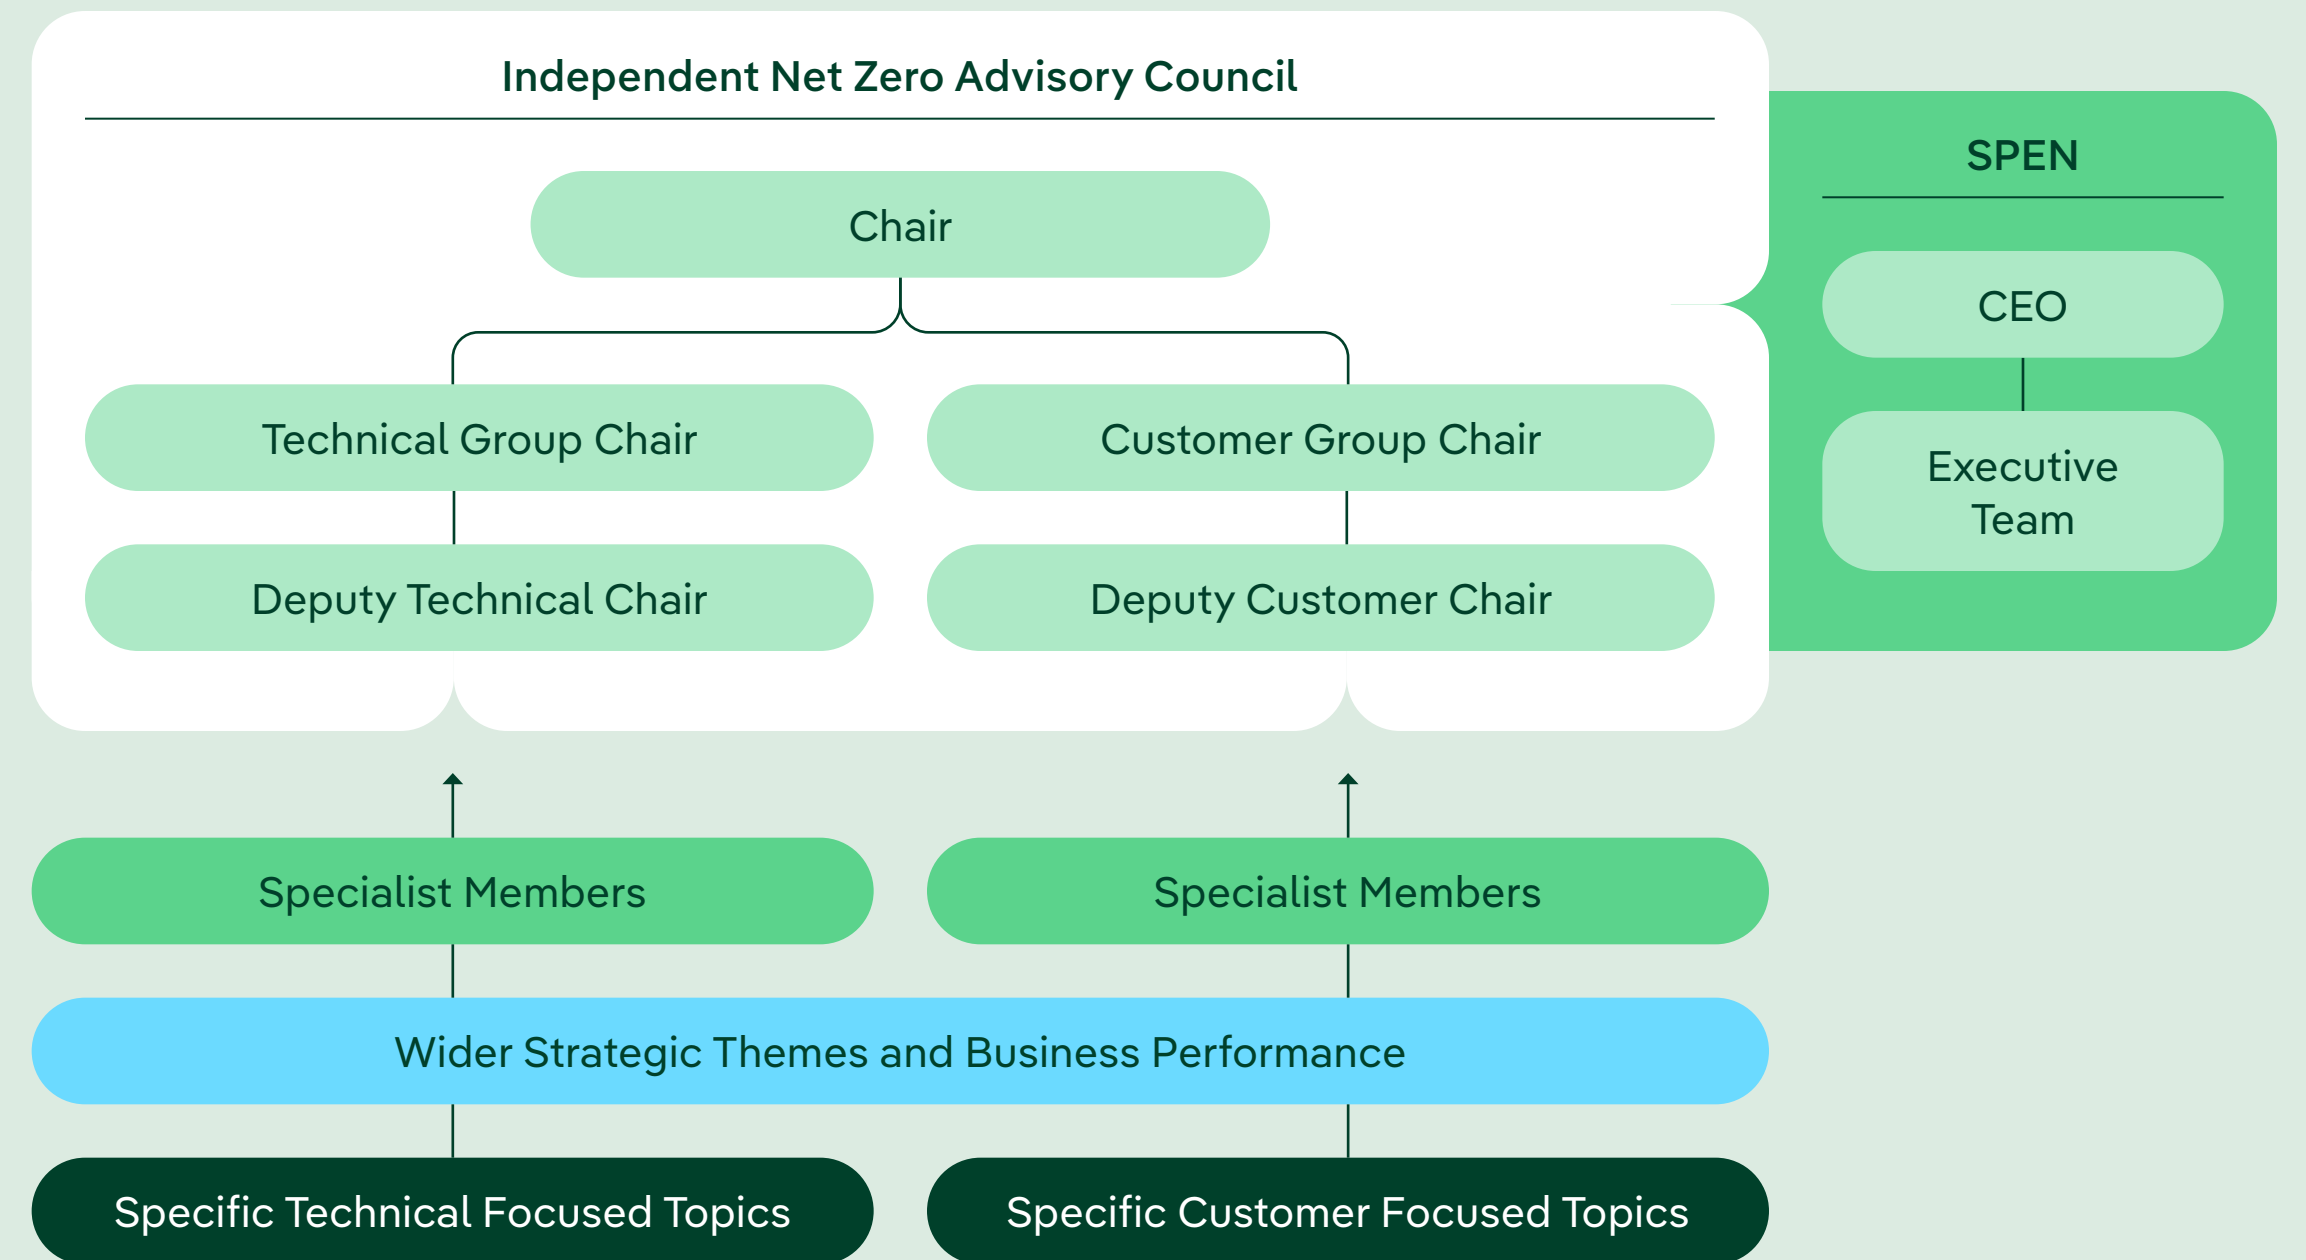 Independent Net Zero Advisory Council
Chair
Technical Group Chair
Customer Group Chair
Deputy Technical Chair
Deputy Customer Chair
SPEN
CEO
Executive
Team
Specialist Members
Specialist Members
Wider Strategic Themes and Business Performance
Specific Technical Focused Topics
Specific Customer Focused Topics